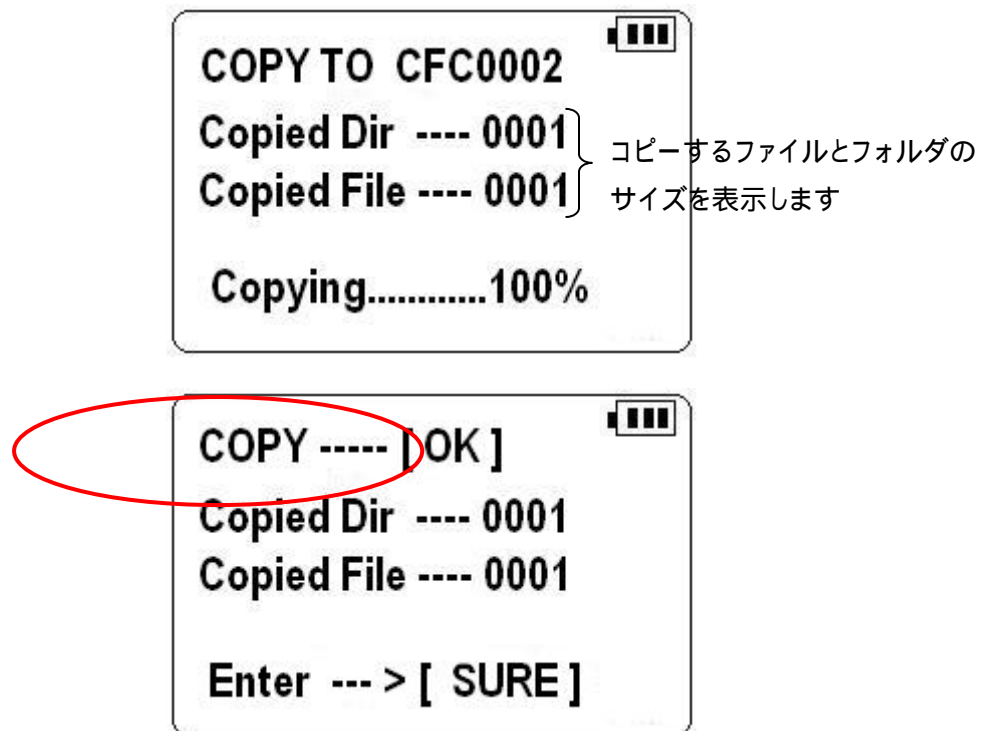 COPY TO CFC0002
Copied Dir ---- 0001
Copied File ---- 0001
コピーするファイルとフォルダの
サイズを表示します
Copying............100%
COPY ----- [ OK ]
Copied Dir ---- 0001
Copied File ---- 0001
Enter --- > [ SURE ]